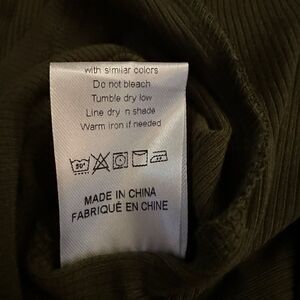 with similar colors
Do not bleach
Tumble dry low
Line dry n shade
Warm iron if needed
30°
MADE IN CHINA
FABRIQUÉ EN CHINE